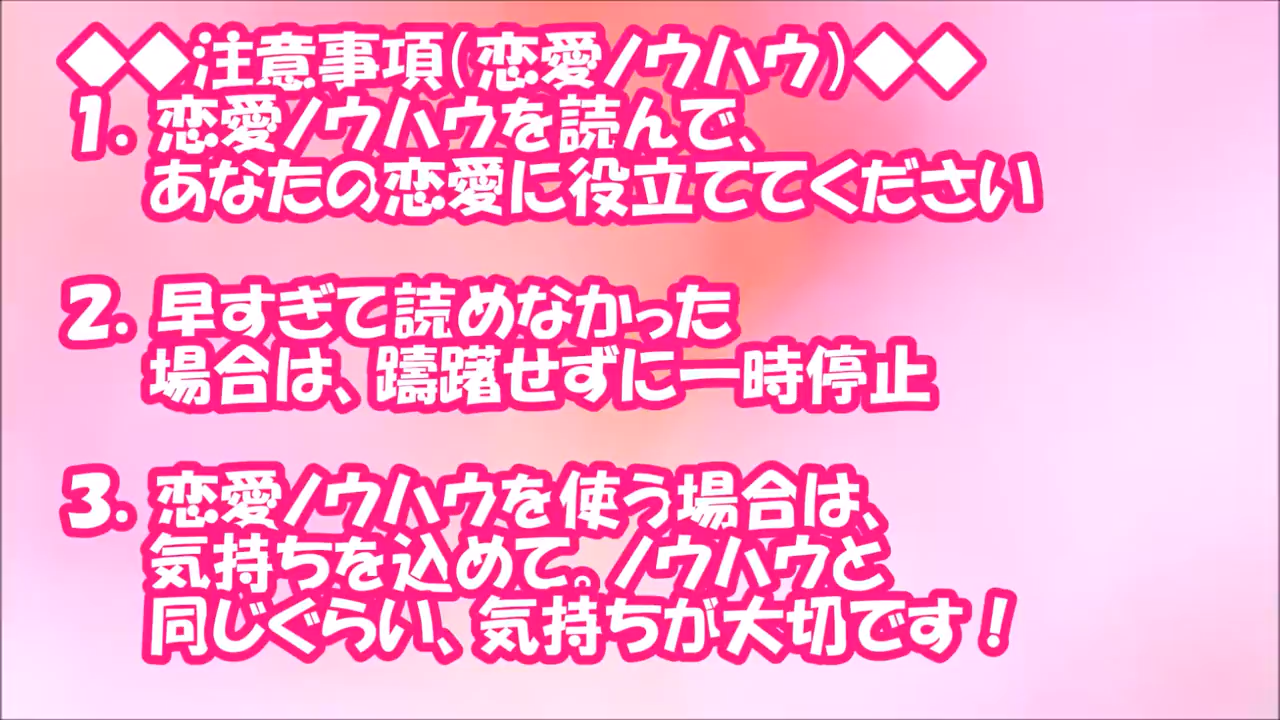 ◆◆注意事項(恋愛ノウハウ)◆◆
1. 恋愛ノウハウを読んで、
あなたの恋愛に役立ててください
2. 早すぎて読めなかった
場合は、躊躇せずに一時停止
3. 恋愛ノウハウを使う場合は、
気持ちを込めて。ノウハウと
同じぐらい、気持ちが大切です!